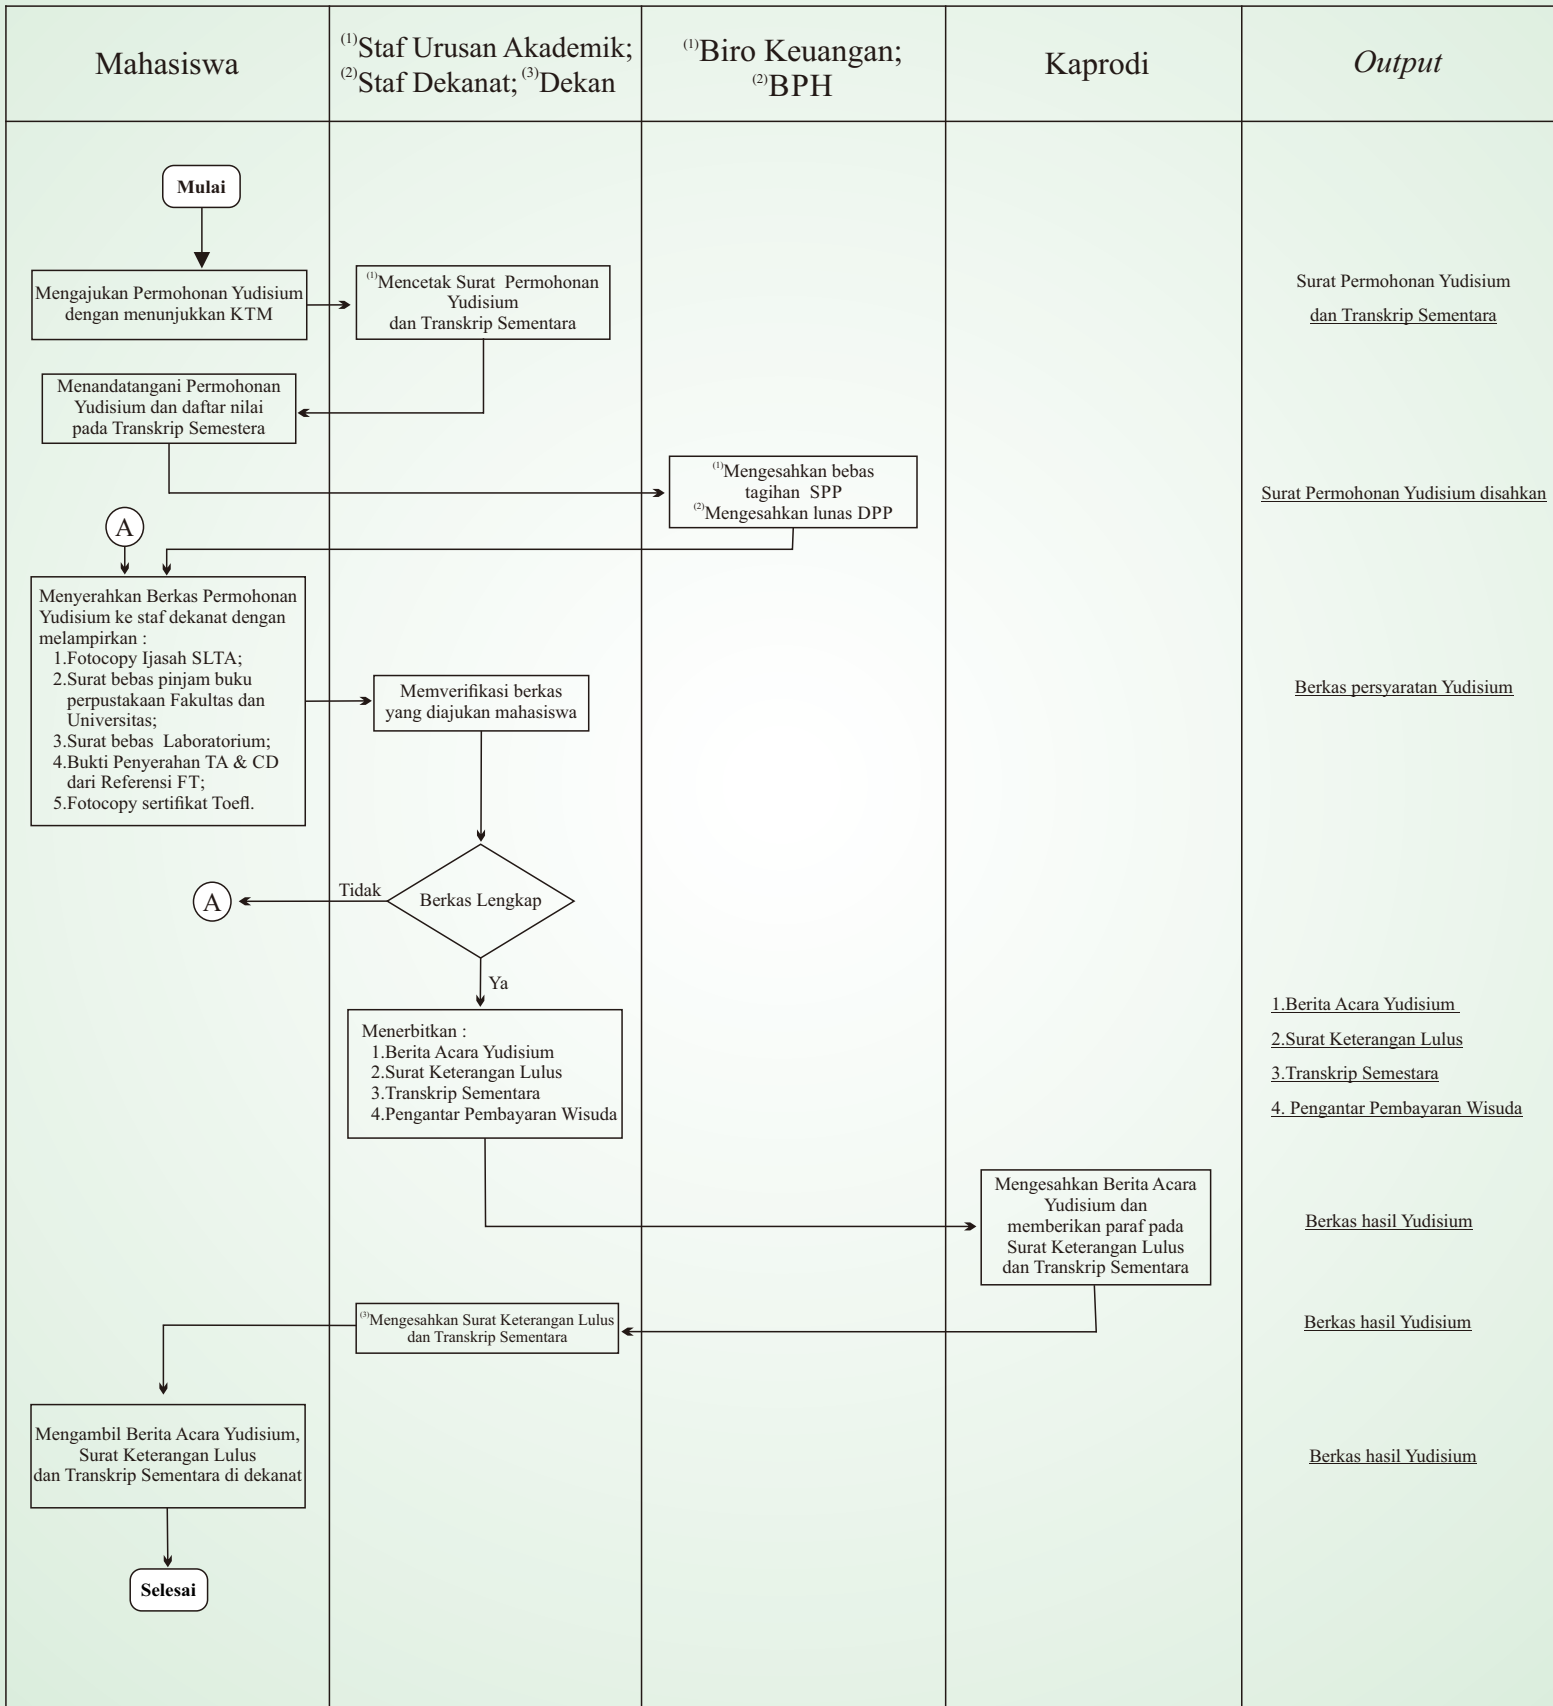 Mahasiswa
(1)Staf Urusan Akademik;
(2)Staf Dekanat; (3)Dekan
(1)Biro Keuangan;
(2)BPH
Kaprodi
Output
Mulai
Mengajukan Permohonan Yudisium
dengan menunjukkan KTM
(1)Mencetak Surat Permohonan
Yudisium
dan Transkrip Sementara
Surat Permohonan Yudisium
dan Transkrip Sementara
Menandatangani Permohonan
Yudisium dan daftar nilai
pada Transkrip Semestera
(1)Mengesahkan bebas
tagihan SPP
(2)Mengesahkan lunas DPP
Surat Permohonan Yudisium disahkan
A
Menyerahkan Berkas Permohonan
Yudisium ke staf dekanat dengan
melampirkan :
1.Fotocopy Ijasah SLTA;
2.Surat bebas pinjam buku
perpustakaan Fakultas dan
Universitas;
3.Surat bebas Laboratorium;
4.Bukti Penyerahan TA & CD
dari Referensi FT;
5.Fotocopy sertifikat Toefl.
Memverifikasi berkas
yang diajukan mahasiswa
Berkas persyaratan Yudisium
Berkas Lengkap
Tidak
A
Ya
Menerbitkan :
1.Berita Acara Yudisium
2.Surat Keterangan Lulus
3.Transkrip Sementara
4.Pengantar Pembayaran Wisuda
1.Berita Acara Yudisium
2.Surat Keterangan Lulus
3.Transkrip Semestara
4. Pengantar Pembayaran Wisuda
Mengesahkan Berita Acara
Yudisium dan
memberikan paraf pada
Surat Keterangan Lulus
dan Transkrip Sementara
Berkas hasil Yudisium
(3)Mengesahkan Surat Keterangan Lulus
dan Transkrip Sementara
Berkas hasil Yudisium
Mengambil Berita Acara Yudisium,
Surat Keterangan Lulus
dan Transkrip Sementara di dekanat
Berkas hasil Yudisium
Selesai